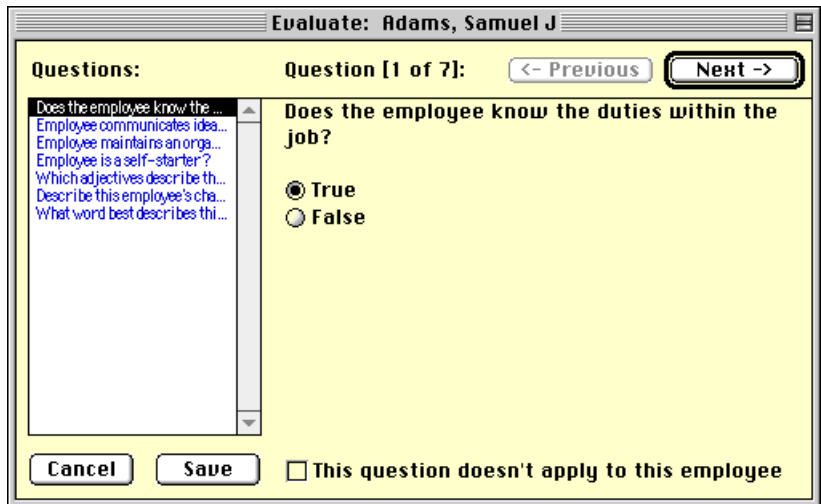 Evaluate: Adams, Samuel J
Questions:
Question [1 of 7]:
<- Previous
Next ->
Does the employee know the ...
Employee communicates idea...
Employee maintains an orga...
Employee is a self-starter?
Which adjectives describe th...
Describe this employee's cha...
What word best describes thi...
Does the employee know the duties within the
job?
True
False
Cancel
Save
This question doesn't apply to this employee